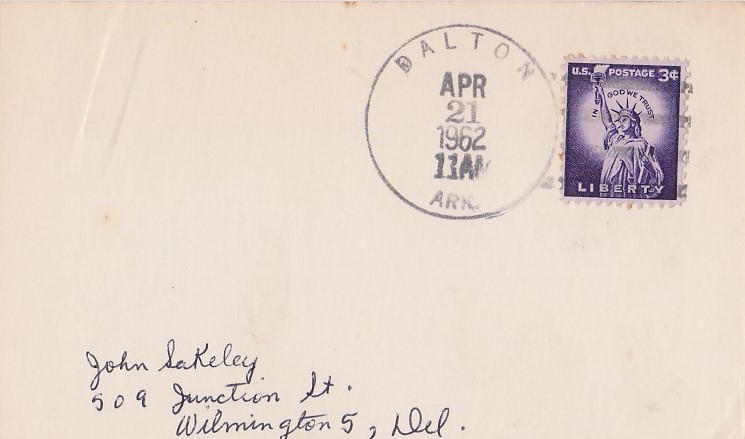 DALTON
APR
21
1962
11AM
ARK.
U.S. POSTAGE 3¢
IN GOD WE TRUST
LIBERTY
John Sakeley
509 Junction St.
Wilmington 5, Del.